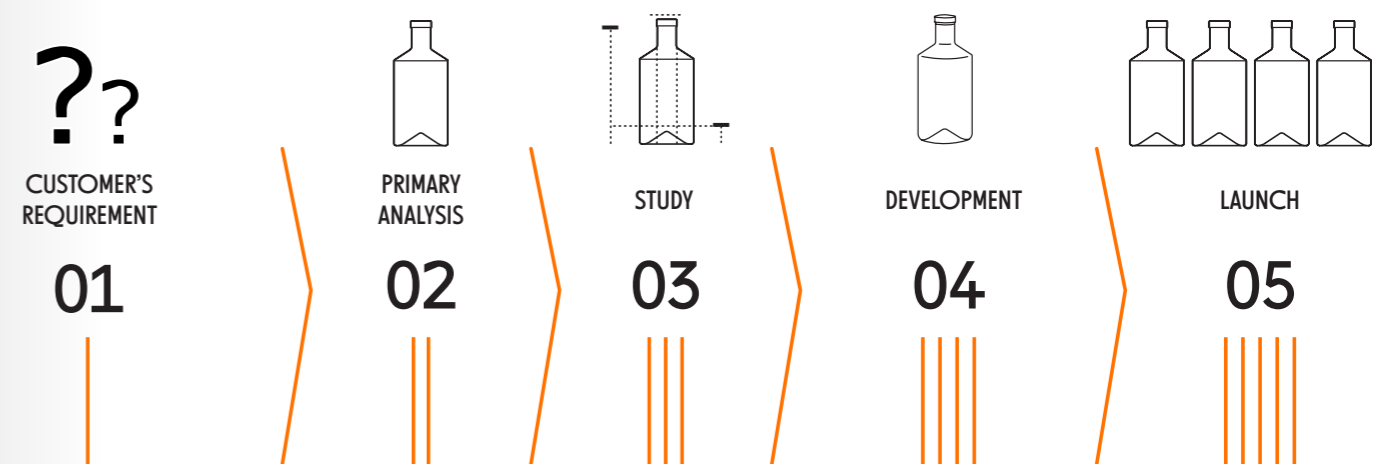 ??
CUSTOMER'S
REQUIREMENT
01
PRIMARY
ANALYSIS
02
STUDY
03
DEVELOPMENT
04
LAUNCH
05